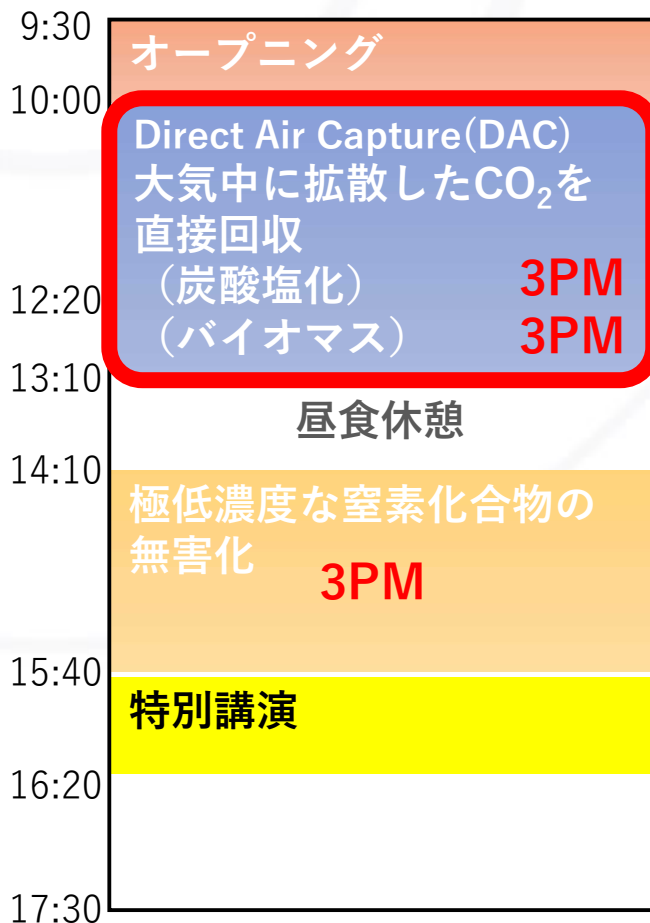 9:30
オープニング
10:00
Direct Air Capture(DAC)
大気中に拡散したCO₂を
直接回収
（炭酸塩化） 3PM
12:20
（バイオマス） 3PM
13:10
昼食休憩
14:10
極低濃度な窒素化合物の
無害化 3PM
15:40
特別講演
16:20
17:30